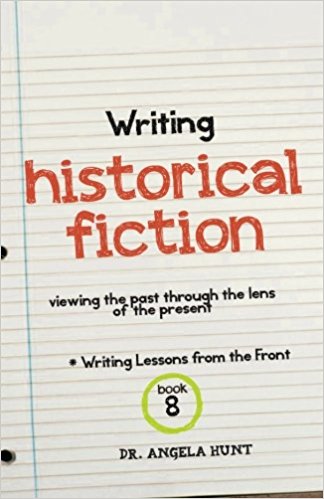 Writing
historical
fiction
viewing the past through the lens
of the present
* Writing Lessons from the Front
book
8
DR. ANGELA HUNT